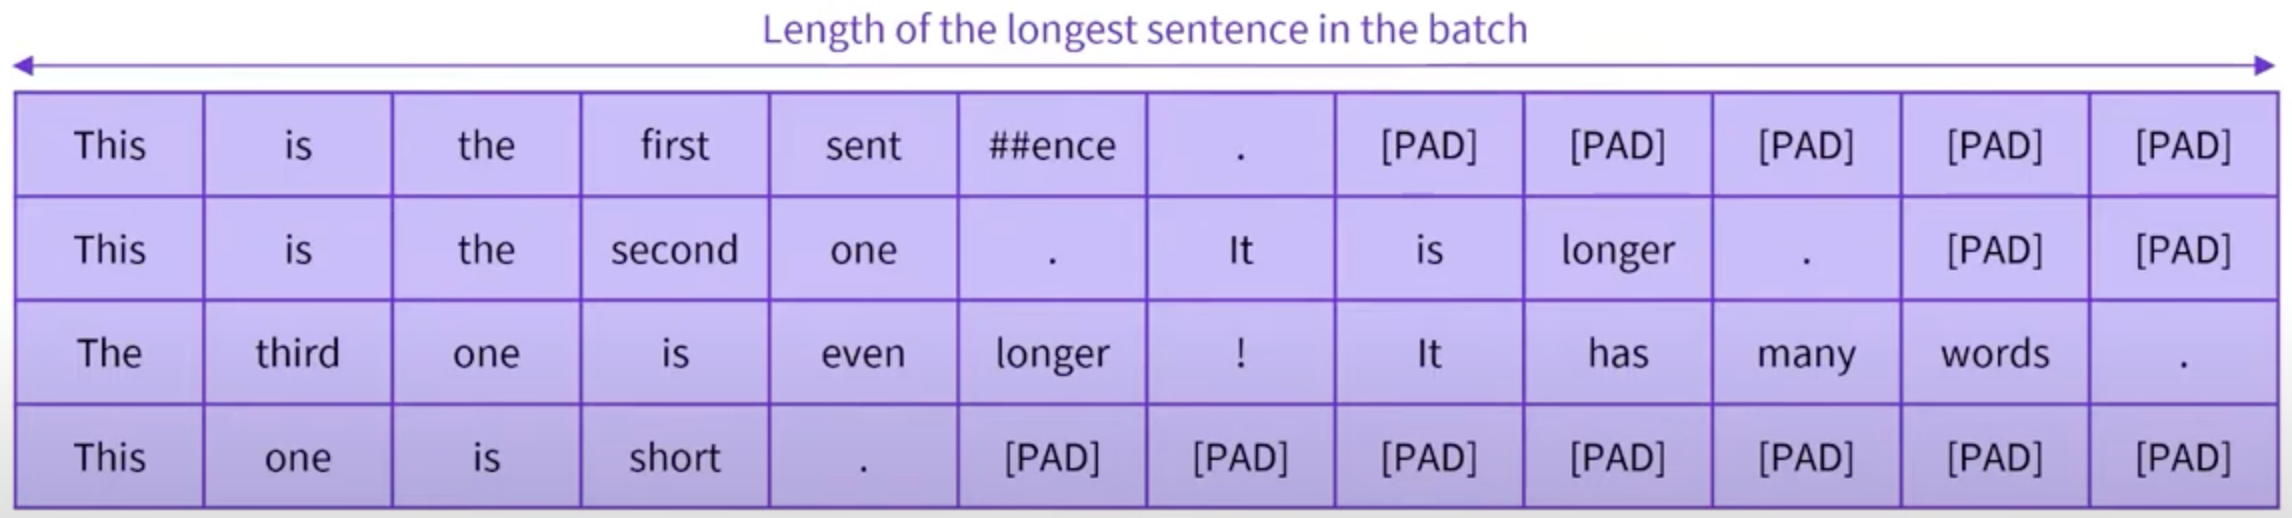 Length of the longest sentence in the batch
This is the first sent ##ence . [PAD] [PAD] [PAD] [PAD] [PAD]
This is the second one . It is longer . [PAD] [PAD]
The third one is even longer ! It has many words .
This one is short . [PAD] [PAD] [PAD] [PAD] [PAD] [PAD] [PAD]